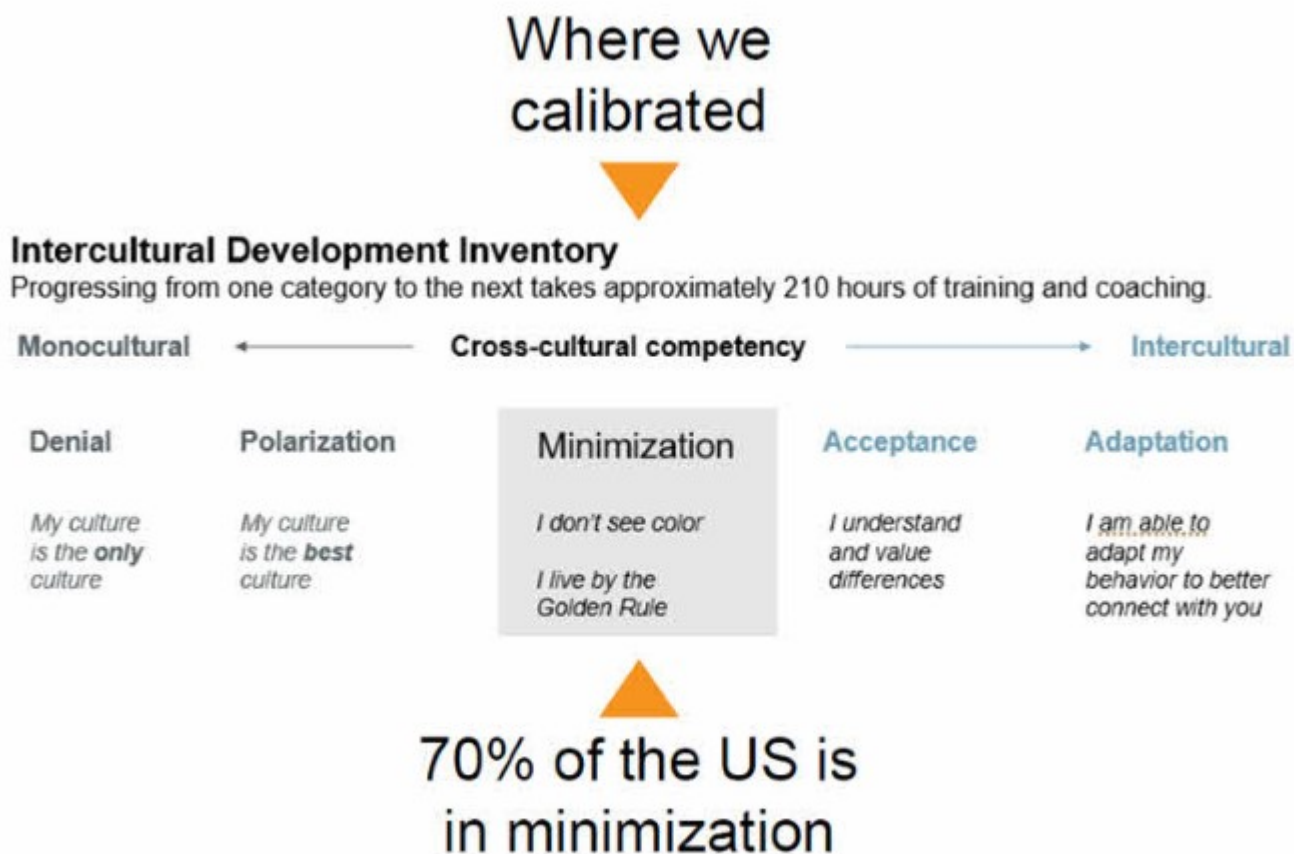 Where we
calibrated
Intercultural Development Inventory
Progressing from one category to the next takes approximately 210 hours of training and coaching.
Monocultural Cross-cultural competency Intercultural
Denial
My culture
is the only
culture
Polarization
My culture
is the best
culture
Minimization
I don't see color
I live by the
Golden Rule
Acceptance
I understand
and value
differences
Adaptation
I am able to
adapt my
behavior to better
connect with you
70% of the US is
in minimization